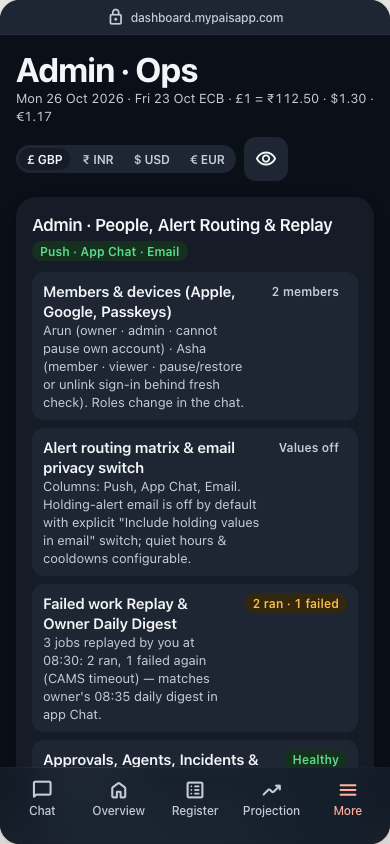 dashboard.mypaisapp.com
Admin · Ops
Mon 26 Oct 2026 · Fri 23 Oct ECB · £1 = ₹112.50 · $1.30 ·
€1.17
£ GBP
₹ INR
$ USD
€ EUR
Admin · People, Alert Routing & Replay
Push · App Chat · Email
Members & devices (Apple,
Google, Passkeys)
2 members
Arun (owner · admin · cannot
pause own account) · Asha
(member · viewer · pause/restore
or unlink sign-in behind fresh
check). Roles change in the chat.
Alert routing matrix & email
privacy switch
Values off
Columns: Push, App Chat, Email.
Holding-alert email is off by default
with explicit "Include holding values
in email" switch; quiet hours &
cooldowns configurable.
Failed work Replay &
Owner Daily Digest
2 ran · 1 failed
3 jobs replayed by you at
08:30: 2 ran, 1 failed again
(CAMS timeout) — matches
owner's 08:35 daily digest in
app Chat.
Approvals, Agents, Incidents &
Healthy
Chat
Overview
Register
Projection
More